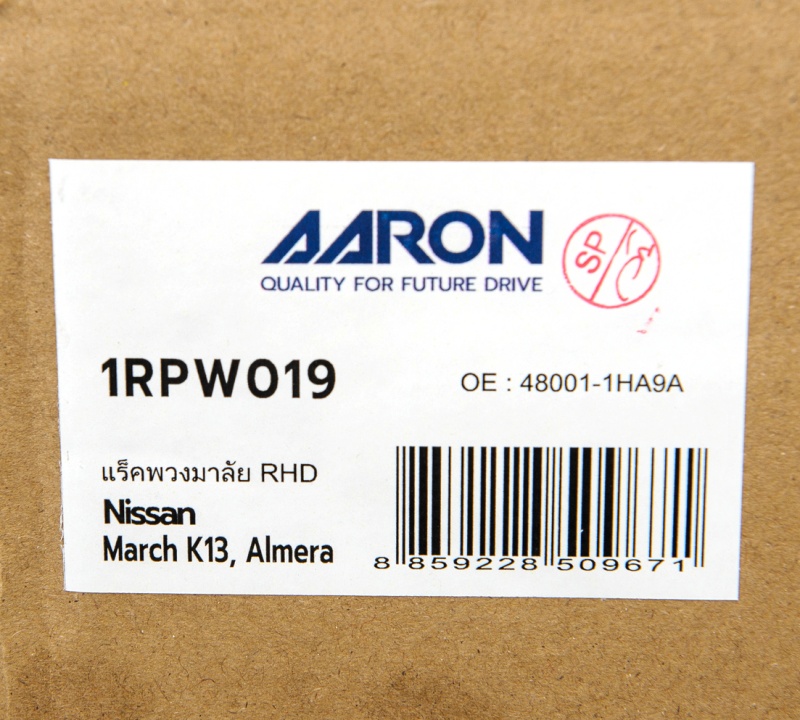 AARON
QUALITY FOR FUTURE DRIVE
SP
1RPW019
OE : 48001-1HA9A
แร็คพวงมาลัย RHD
Nissan
March K13, Almera
8 859228 509671